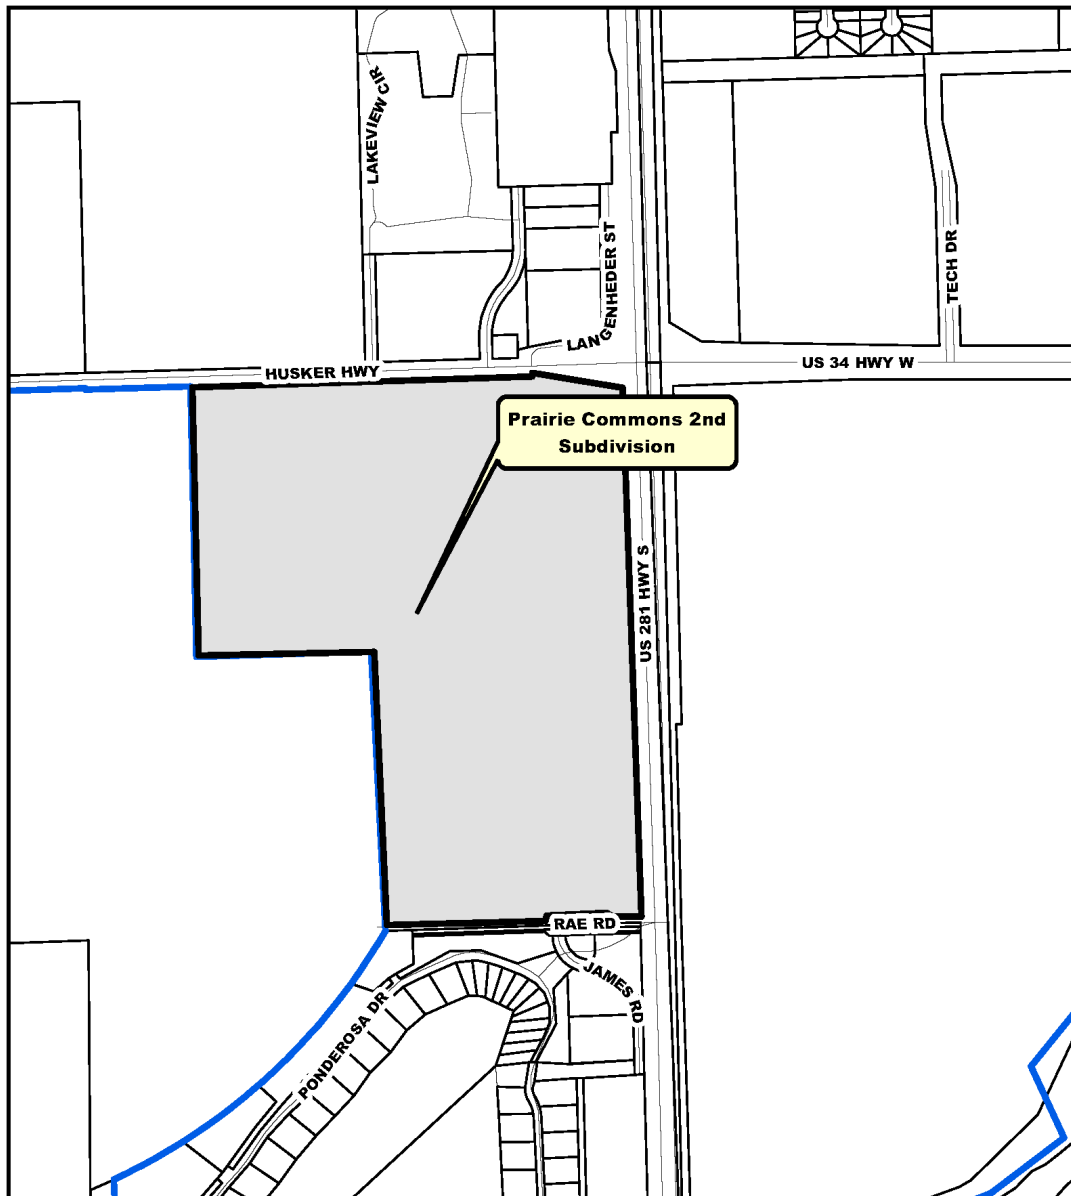 LAKEVIEW CIR
LANGENHEDER ST
TECH DR
HUSKER HWY
US 34 HWY W
Prairie Commons 2nd
Subdivision
US 281 HWY S
RAE RD
JAMES RD
PONDEROSA DR